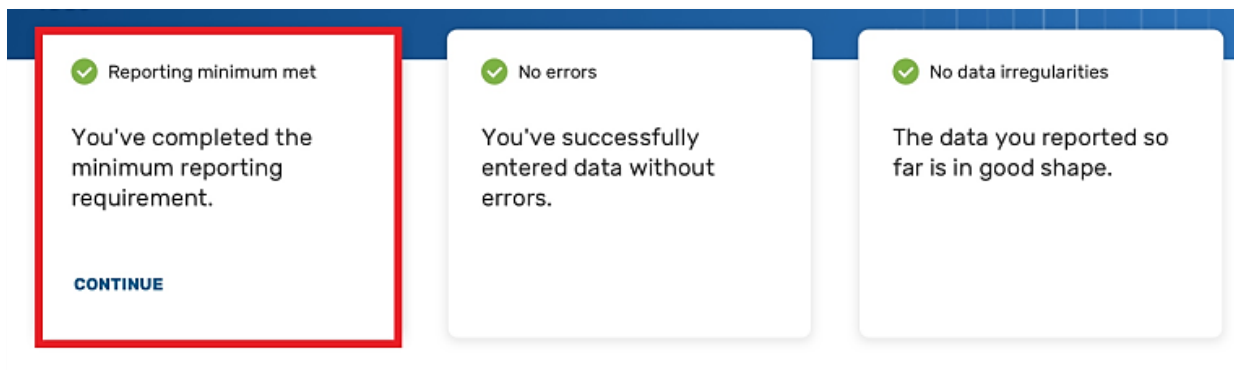 Reporting minimum met
You've completed the
minimum reporting
requirement.
CONTINUE
No errors
You've successfully
entered data without
errors.
No data irregularities
The data you reported so
far is in good shape.